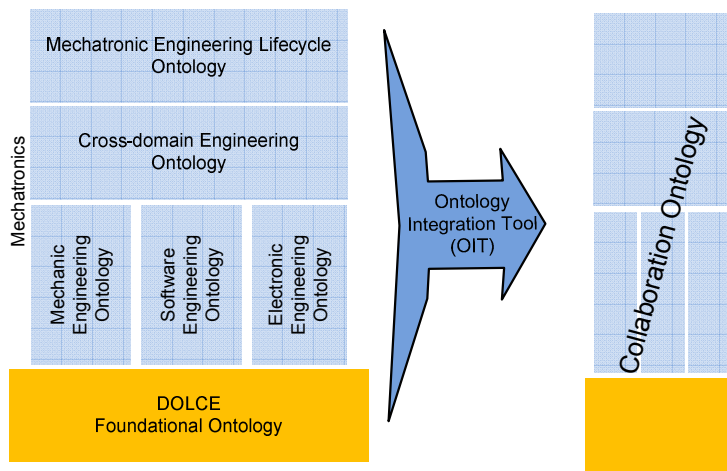 Mechatronic Engineering Lifecycle
Ontology
Cross-domain Engineering
Ontology
Mechatronics
Mechanic
Engineering
Ontology
Software
Engineering
Ontology
Electronic
Engineering
Ontology
DOLCE
Foundational Ontology
Ontology
Integration Tool
(OIT)
Collaboration Ontology